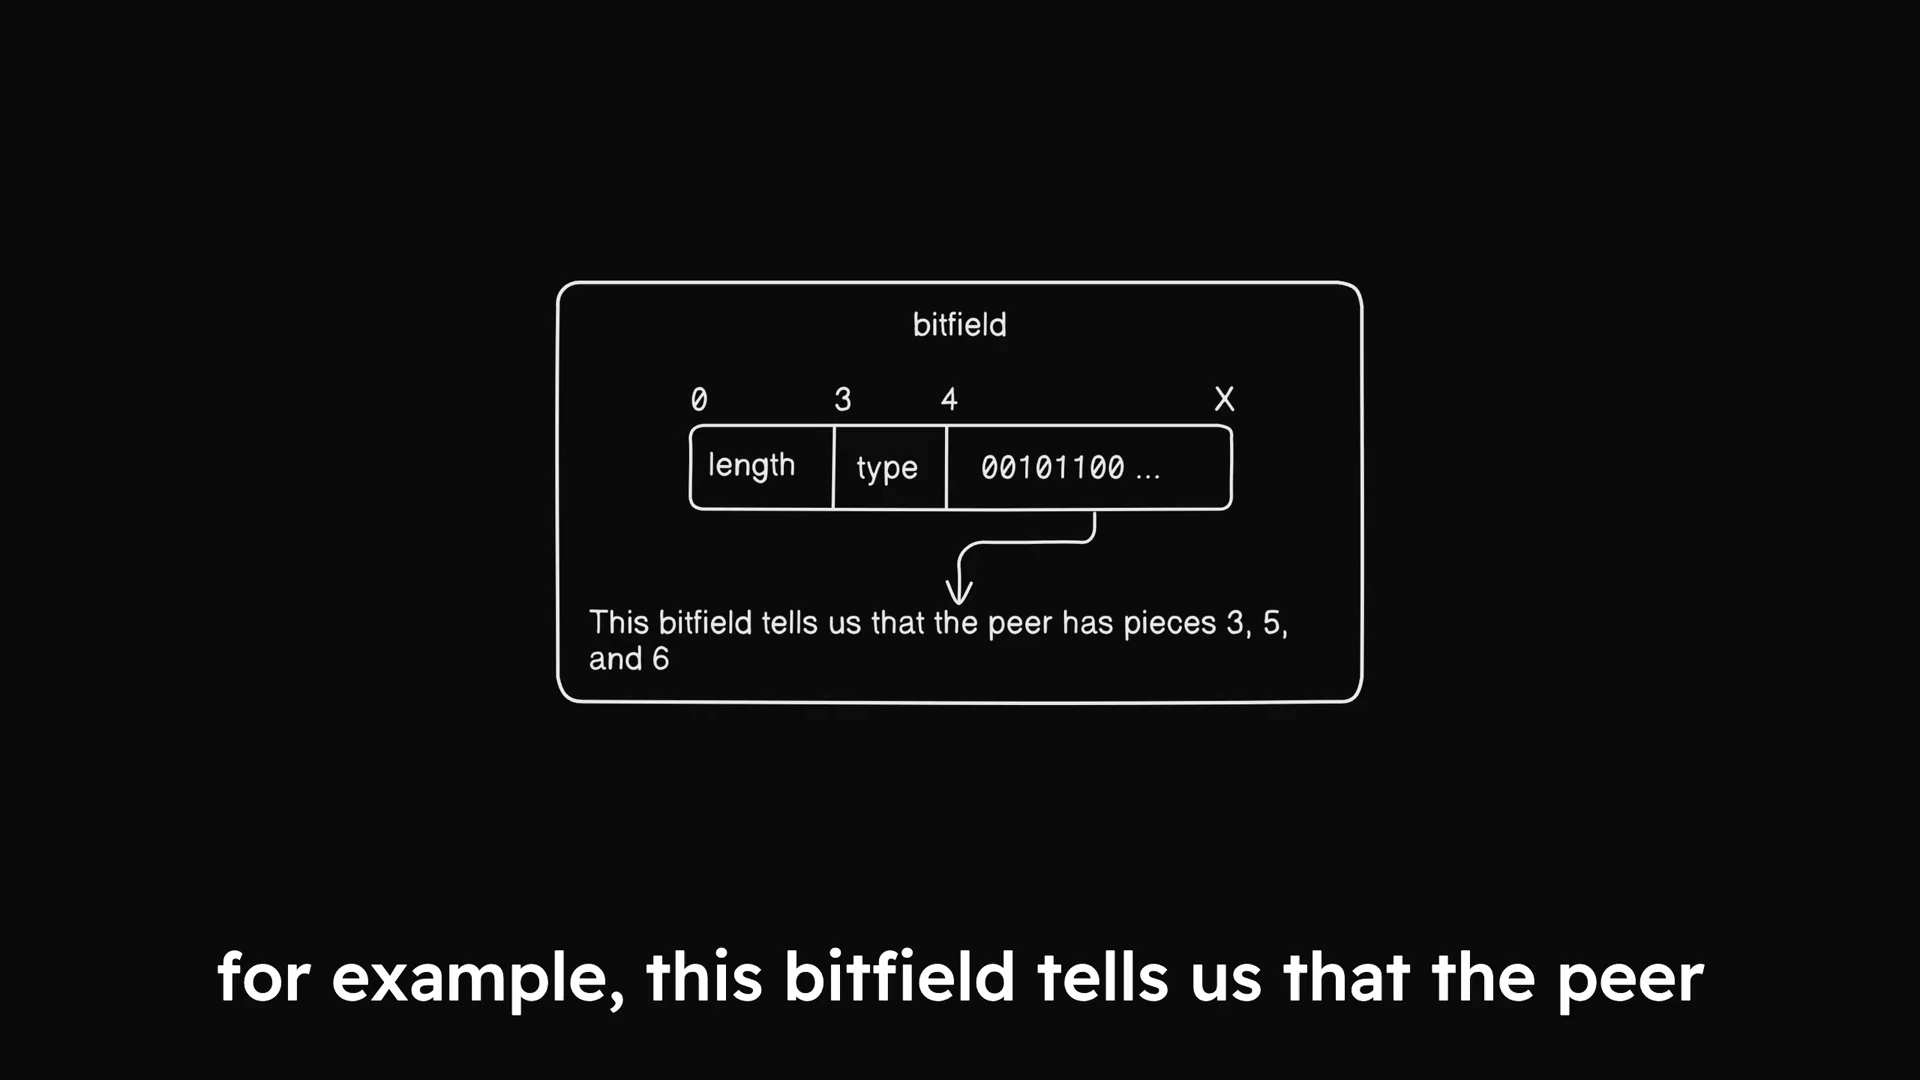 bitfield
0 3 4 X
length type 00101100 ...
This bitfield tells us that the peer has pieces 3, 5,
and 6
for example, this bitfield tells us that the peer